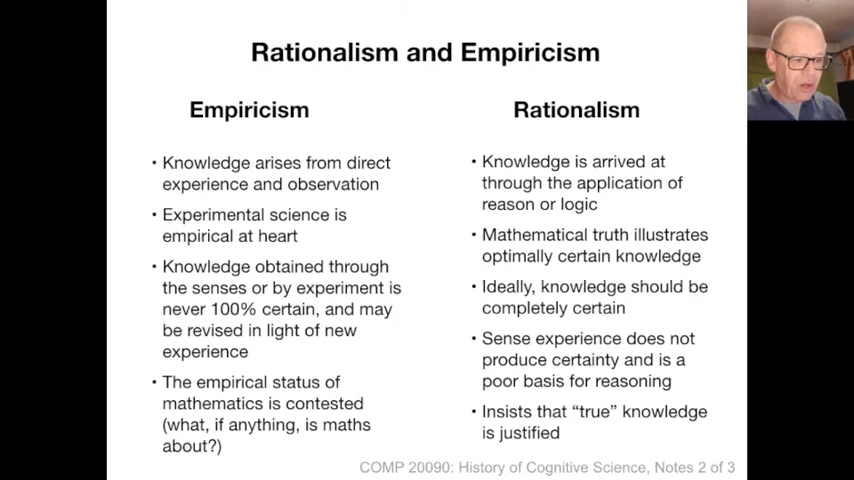 Rationalism and Empiricism
Empiricism
• Knowledge arises from direct
experience and observation
• Experimental science is
empirical at heart
• Knowledge obtained through
the senses or by experiment is
never 100% certain, and may
be revised in light of new
experience
• The empirical status of
mathematics is contested
(what, if anything, is maths
about?)
Rationalism
• Knowledge is arrived at
through the application of
reason or logic
• Mathematical truth illustrates
optimally certain knowledge
• Ideally, knowledge should be
completely certain
• Sense experience does not
produce certainty and is a
poor basis for reasoning
• Insists that “true” knowledge
is justified
COMP 20090: History of Cognitive Science, Notes 2 of 3